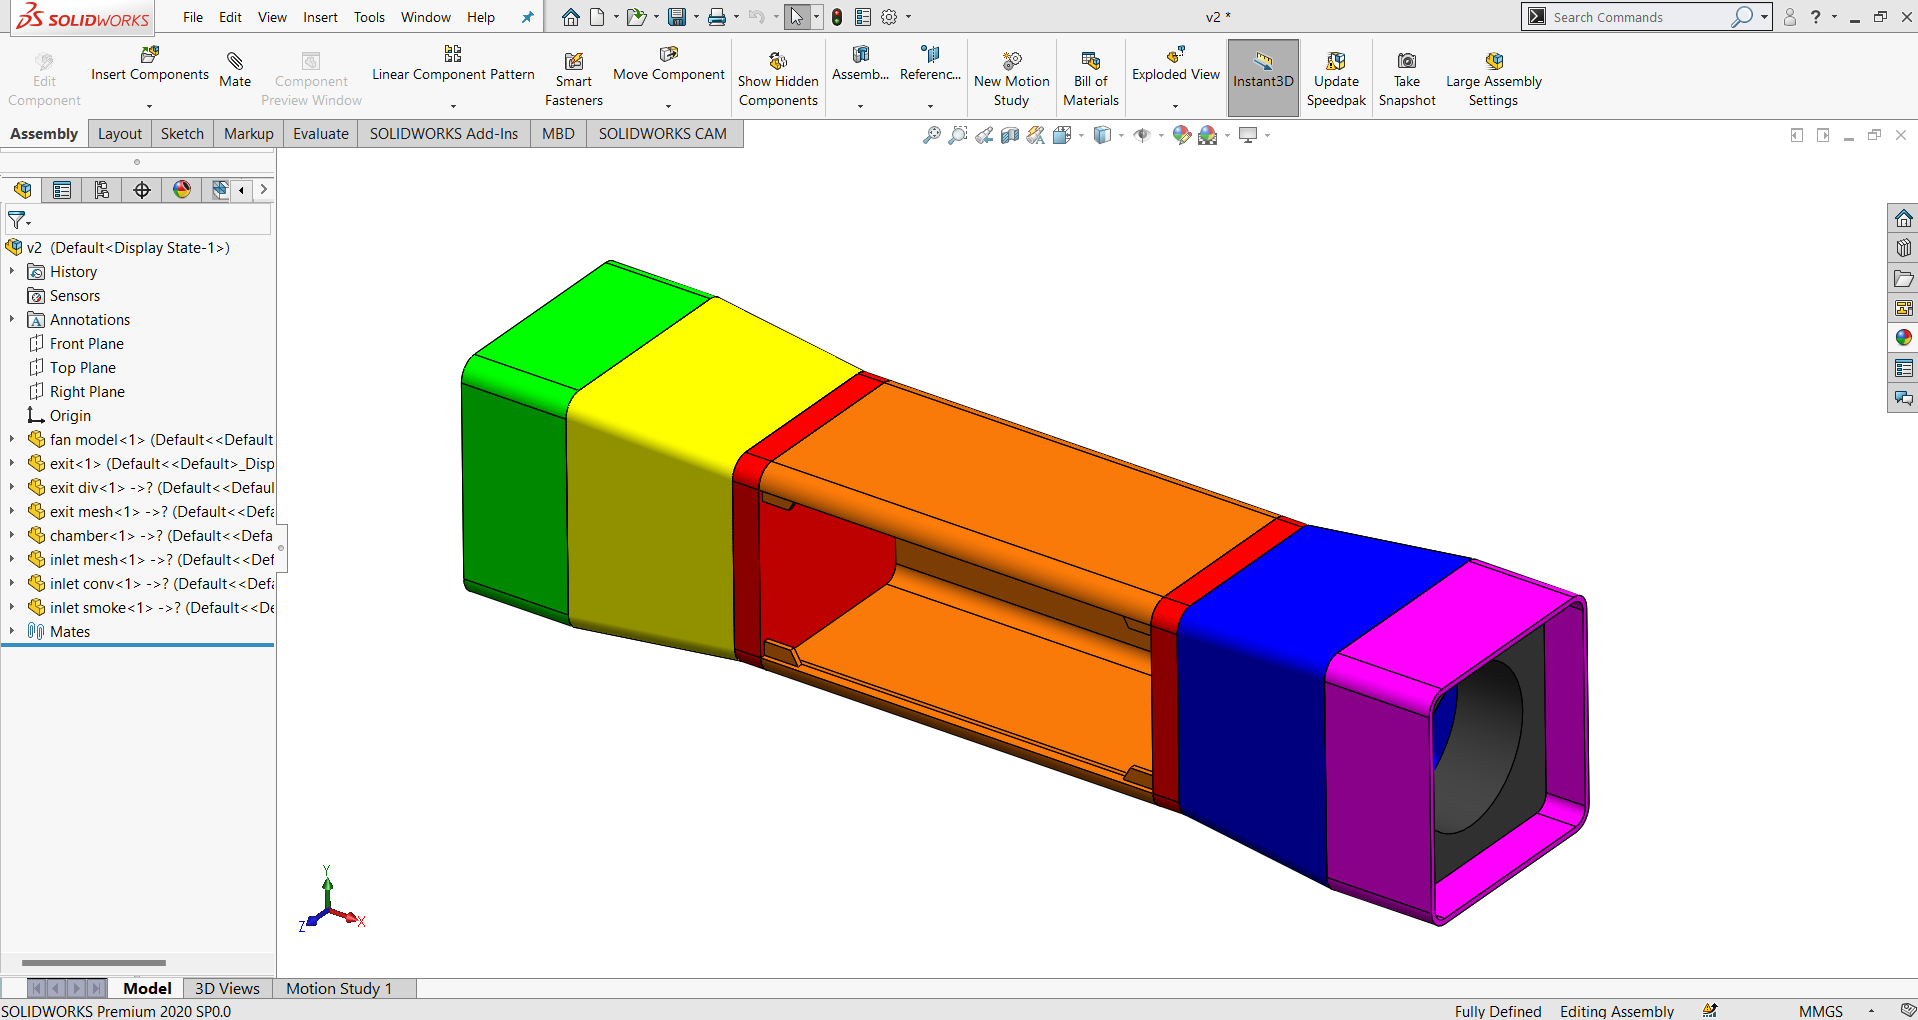 SOLIDWORKS File Edit View Insert Tools Window Help v2 * Search Commands ?
Edit Component Insert Components Mate Component Preview Window Linear Component Pattern Smart Fasteners Move Component Show Hidden Components Assemb... Referenc... New Motion Study Bill of Materials Exploded View Instant3D Update Speedpak Take Snapshot Large Assembly Settings
Assembly Layout Sketch Markup Evaluate SOLIDWORKS Add-Ins MBD SOLIDWORKS CAM
v2 (Default<Display State-1>)
History
Sensors
Annotations
Front Plane
Top Plane
Right Plane
Origin
fan model<1> (Default<<Default
exit<1> (Default<<Default>_Disp
exit div<1> ->? (Default<<Defaul
exit mesh<1> ->? (Default<<Defa
chamber<1> ->? (Default<<Defa
inlet mesh<1> ->? (Default<<Def
inlet conv<1> ->? (Default<<Defa
inlet smoke<1> ->? (Default<<De
Mates
Y
Z X
Model 3D Views Motion Study 1
SOLIDWORKS Premium 2020 SP0.0 Fully Defined Editing Assembly MMGS